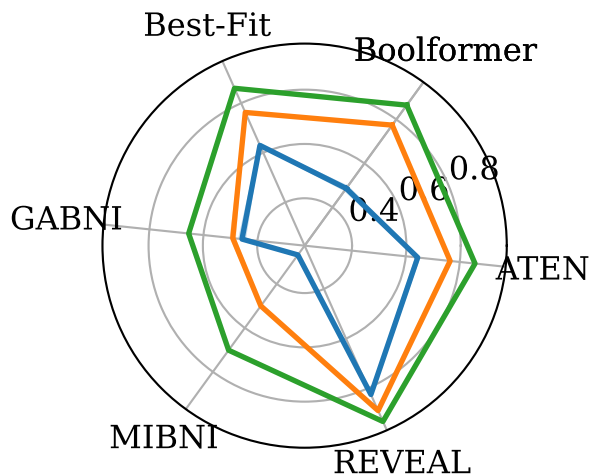 Best-Fit
Boolformer
0.8
0.6
0.4
GABNI
ATEN
MIBNI
REVEAL